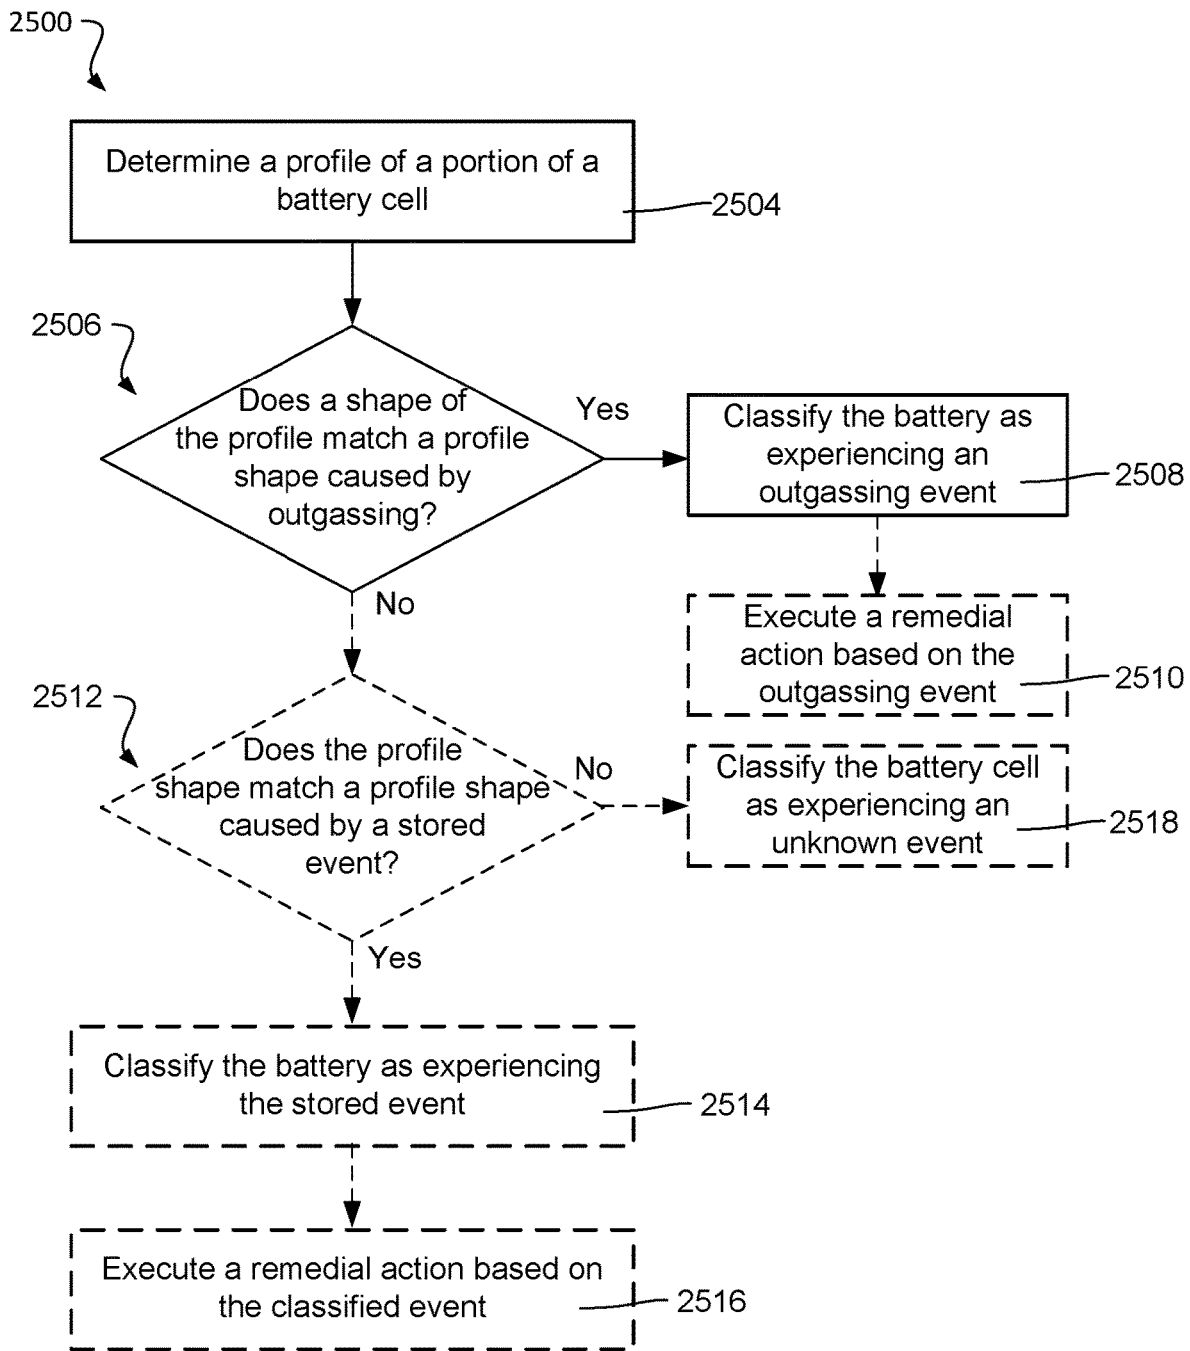 2500
Determine a profile of a portion of a
battery cell
2504
2506
Does a shape of
the profile match a profile
shape caused by
outgassing?
Yes
Classify the battery as
experiencing an
outgassing event
2508
No
Execute a remedial
action based on the
outgassing event
2510
2512
Does the profile
shape match a profile shape
caused by a stored
event?
No
Classify the battery cell
as experiencing an
unknown event
2518
Yes
Classify the battery as experiencing
the stored event
2514
Execute a remedial action based on
the classified event
2516